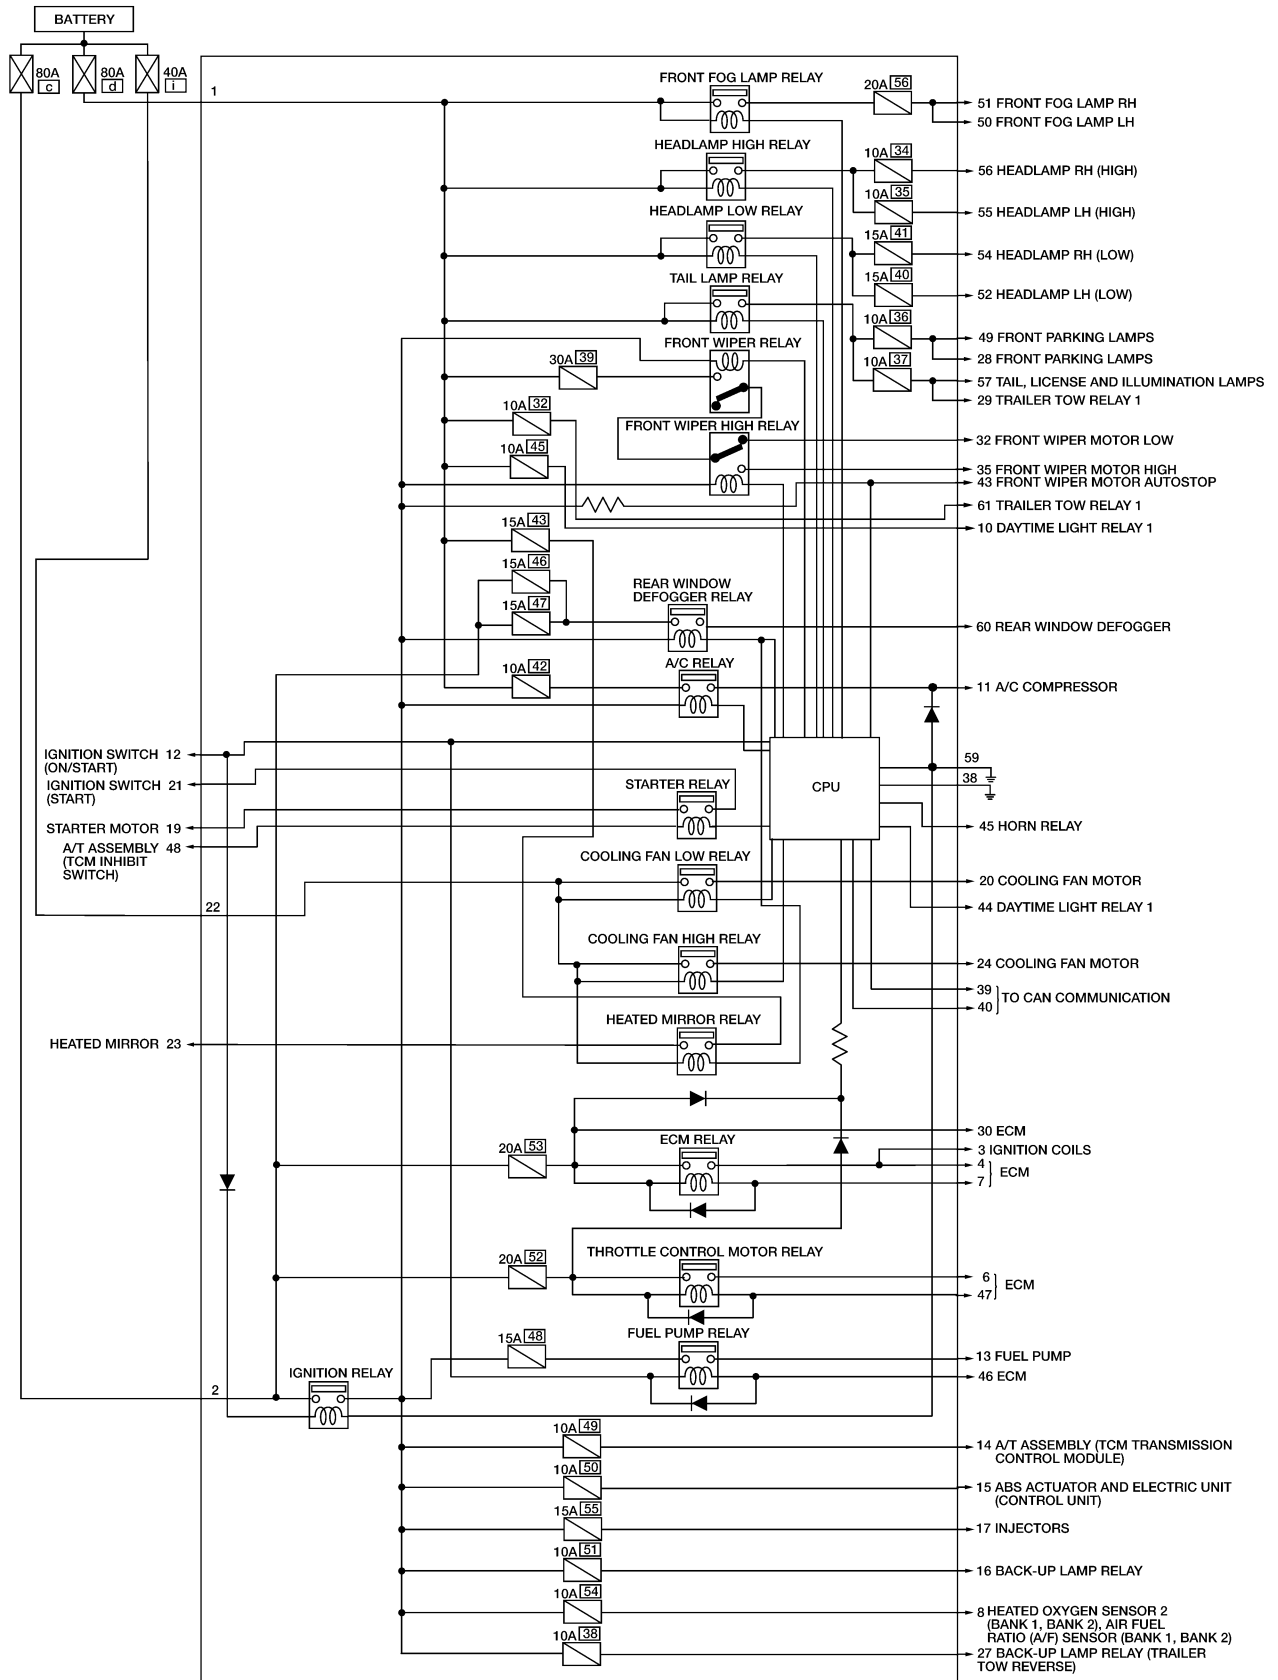 BATTERY
80A c
80A d
40A i
1
FRONT FOG LAMP RELAY
20A 56
51 FRONT FOG LAMP RH
50 FRONT FOG LAMP LH
HEADLAMP HIGH RELAY
10A 34
56 HEADLAMP RH (HIGH)
10A 35
55 HEADLAMP LH (HIGH)
HEADLAMP LOW RELAY
15A 41
54 HEADLAMP RH (LOW)
15A 40
52 HEADLAMP LH (LOW)
TAIL LAMP RELAY
10A 36
49 FRONT PARKING LAMPS
28 FRONT PARKING LAMPS
FRONT WIPER RELAY
30A 39
10A 37
57 TAIL, LICENSE AND ILLUMINATION LAMPS
29 TRAILER TOW RELAY 1
10A 32
FRONT WIPER HIGH RELAY
32 FRONT WIPER MOTOR LOW
10A 45
35 FRONT WIPER MOTOR HIGH
43 FRONT WIPER MOTOR AUTOSTOP
61 TRAILER TOW RELAY 1
15A 43
10 DAYTIME LIGHT RELAY 1
15A 46
15A 47
REAR WINDOW
DEFOGGER RELAY
60 REAR WINDOW DEFOGGER
10A 42
A/C RELAY
11 A/C COMPRESSOR
IGNITION SWITCH 12
(ON/START)
59
38
IGNITION SWITCH 21
(START)
STARTER RELAY
CPU
STARTER MOTOR 19
45 HORN RELAY
A/T ASSEMBLY 48
(TCM INHIBIT
SWITCH)
COOLING FAN LOW RELAY
20 COOLING FAN MOTOR
22
44 DAYTIME LIGHT RELAY 1
COOLING FAN HIGH RELAY
24 COOLING FAN MOTOR
39
40
TO CAN COMMUNICATION
HEATED MIRROR RELAY
HEATED MIRROR 23
30 ECM
20A 53
ECM RELAY
3 IGNITION COILS
4
7
ECM
20A 52
THROTTLE CONTROL MOTOR RELAY
6
47
ECM
15A 48
FUEL PUMP RELAY
13 FUEL PUMP
46 ECM
2
IGNITION RELAY
10A 49
14 A/T ASSEMBLY (TCM TRANSMISSION
CONTROL MODULE)
10A 50
15 ABS ACTUATOR AND ELECTRIC UNIT
(CONTROL UNIT)
15A 55
17 INJECTORS
10A 51
16 BACK-UP LAMP RELAY
10A 54
8 HEATED OXYGEN SENSOR 2
(BANK 1, BANK 2), AIR FUEL
RATIO (A/F) SENSOR (BANK 1, BANK 2)
10A 38
27 BACK-UP LAMP RELAY (TRAILER
TOW REVERSE)